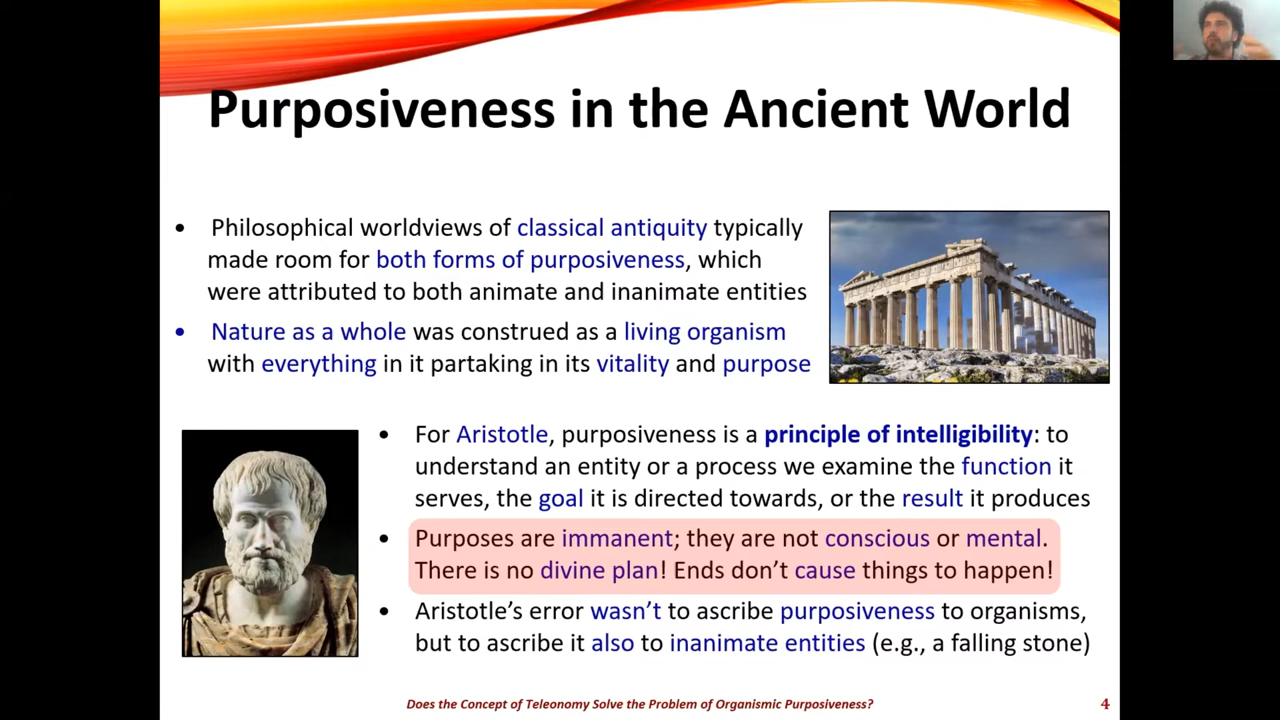 Purposiveness in the Ancient World
• Philosophical worldviews of classical antiquity typically
made room for both forms of purposiveness, which
were attributed to both animate and inanimate entities
• Nature as a whole was construed as a living organism
with everything in it partaking in its vitality and purpose
• For Aristotle, purposiveness is a principle of intelligibility: to
understand an entity or a process we examine the function it
serves, the goal it is directed towards, or the result it produces
• Purposes are immanent; they are not conscious or mental.
There is no divine plan! Ends don’t cause things to happen!
• Aristotle’s error wasn’t to ascribe purposiveness to organisms,
but to ascribe it also to inanimate entities (e.g., a falling stone)
Does the Concept of Teleonomy Solve the Problem of Organismic Purposiveness?
4